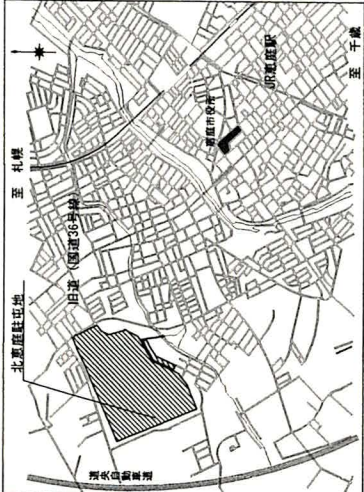 至 札幌
北恵庭駐屯地
旧道(国道36号線)
恵庭市役所
JR恵庭駅
至 千歳
道央自動車道